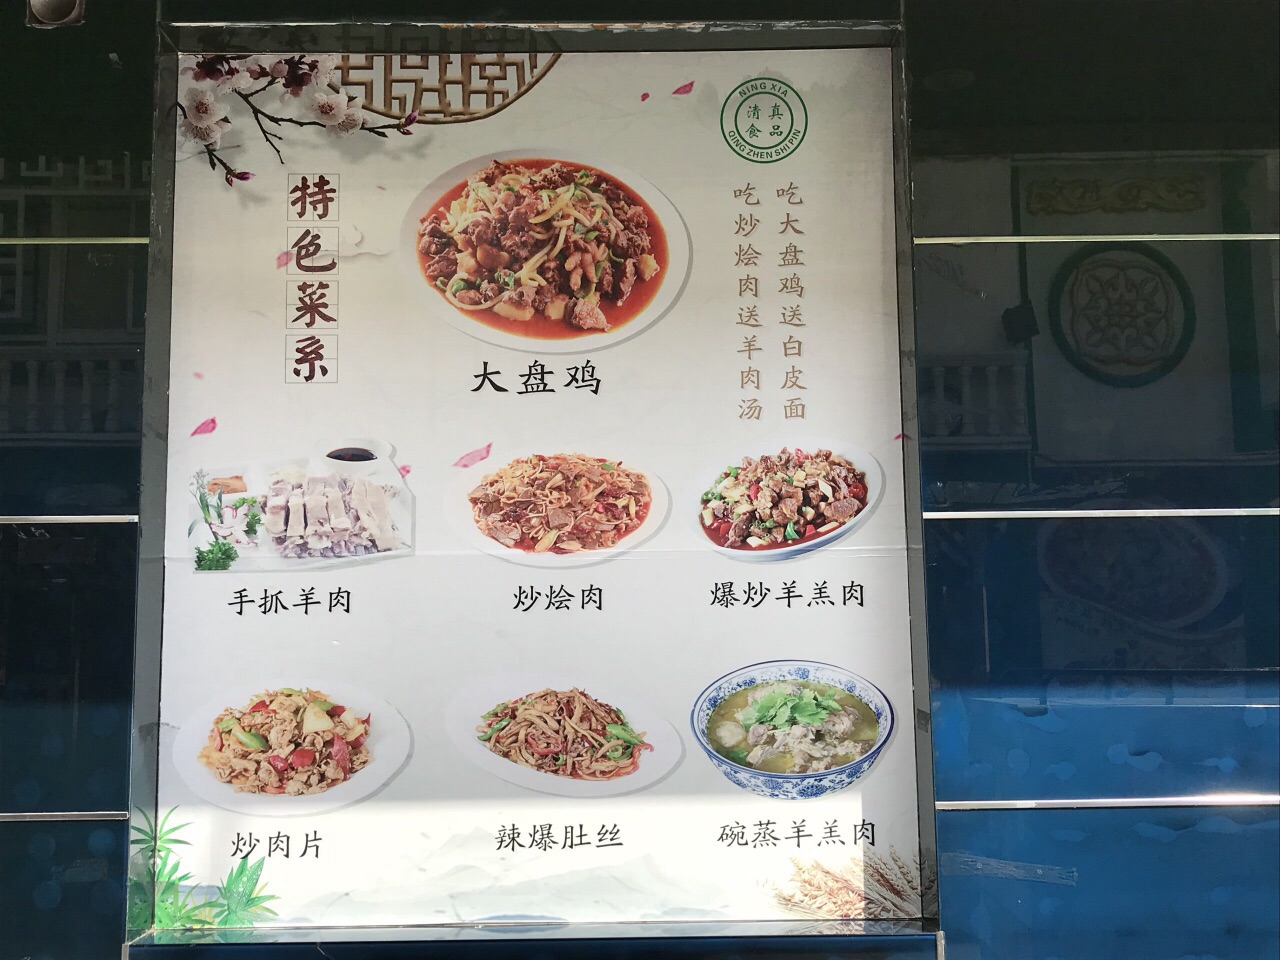 特色菜系
NING XIA
清真
食品
QING ZHEN SHI PIN
吃大盘鸡送白皮面
吃炒烩肉送羊肉汤
大盘鸡
手抓羊肉
炒烩肉
爆炒羊羔肉
炒肉片
辣爆肚丝
碗蒸羊羔肉